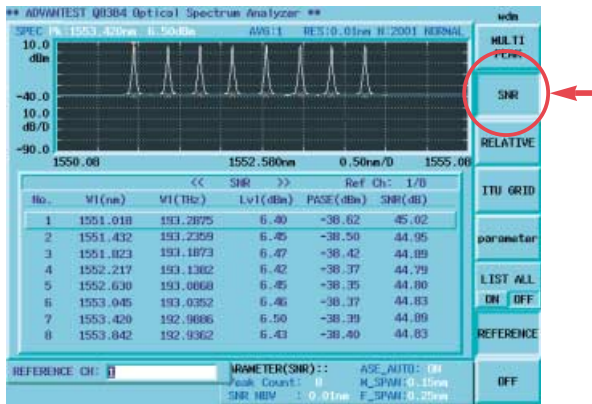 ** ADVANTEST Q8384 Optical Spectrum Analyzer **
wdm
SPEC Pk:1553.420nm 6.50dBm AVG:1 RES:0.01nm N:2001 NORMAL
MULTI
PEAK
10.0
dBm
SNR
-40.0
10.0
dB/D
RELATIVE
-90.0
1550.08 1552.580nm 0.50nm/D 1555.08
<< SNR >> Ref Ch: 1/8
ITU GRID
No. Wl(nm) Wl(THz) Lvl(dBm) PASE(dBm) SNR(dB)
1 1551.018 193.2875 6.40 -38.62 45.02
2 1551.432 193.2359 6.45 -38.50 44.95
parameter
3 1551.823 193.1873 6.47 -38.42 44.89
4 1552.217 193.1382 6.42 -38.37 44.79
5 1552.630 193.0868 6.45 -38.35 44.80
LIST ALL
6 1553.045 193.0352 6.46 -38.37 44.83
ON OFF
7 1553.420 192.9886 6.50 -38.39 44.89
8 1553.842 192.9362 6.43 -38.40 44.83
REFERENCE
REFERENCE CH:
ARAMETER(SNR):: ASE_AUTO: ON
Peak Count: 8 M_SPAN:0.15nm
OFF
SNR NBW : 0.01nm F_SPAN:0.25nm